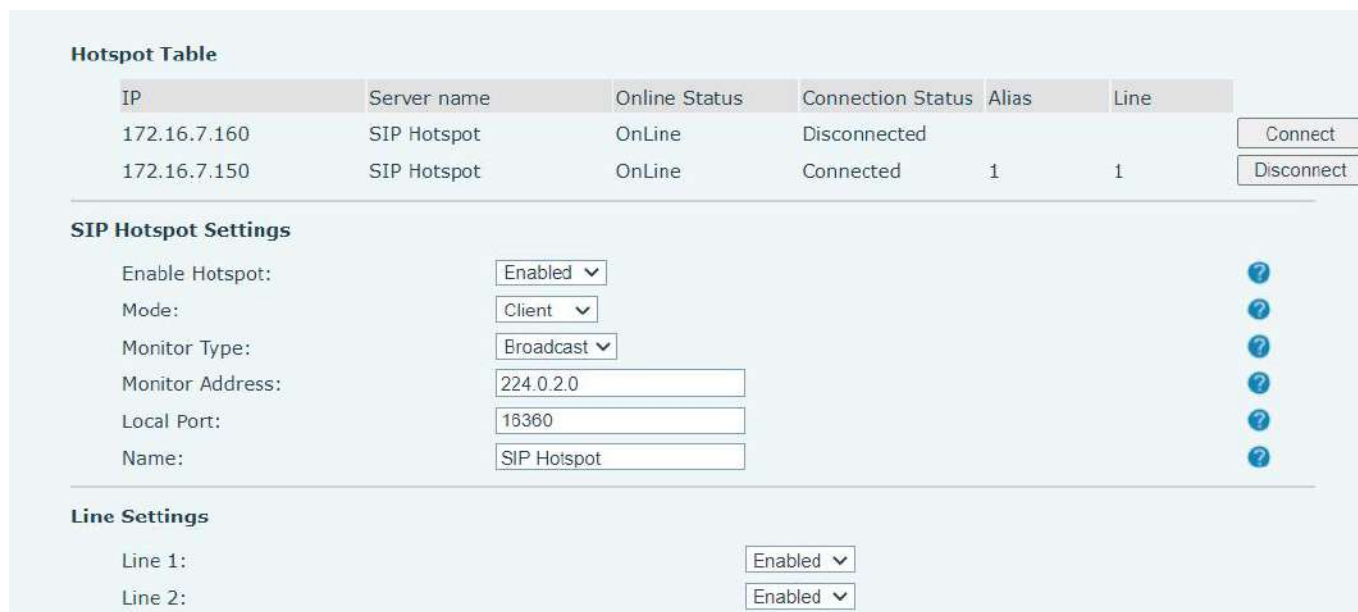 Hotspot Table
IP Server name Online Status Connection Status Alias Line
172.16.7.160 SIP Hotspot OnLine Disconnected Connect
172.16.7.150 SIP Hotspot OnLine Connected 1 1 Disconnect
SIP Hotspot Settings
Enable Hotspot: Enabled ?
Mode: Client ?
Monitor Type: Broadcast ?
Monitor Address: 224.0.2.0 ?
Local Port: 16360 ?
Name: SIP Hotspot ?
Line Settings
Line 1: Enabled
Line 2: Enabled